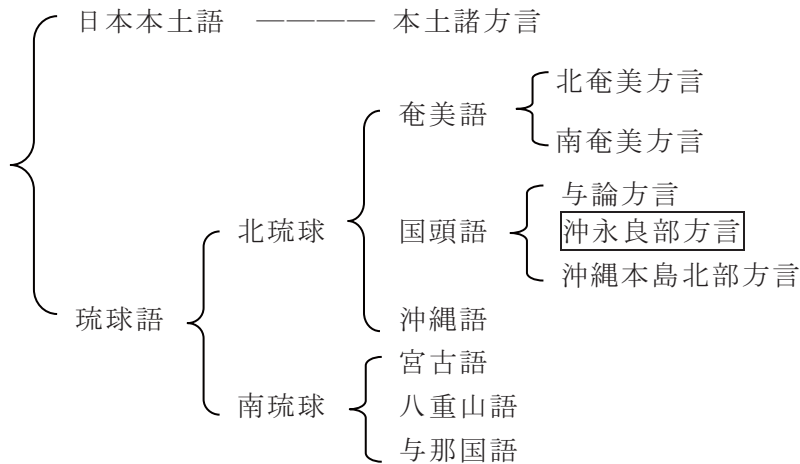 日本本土語 ———— 本土諸方言
北奄美方言
奄美語
南奄美方言
与論方言
北琉球 国頭語 沖永良部方言
沖縄本島北部方言
琉球語 沖縄語
宮古語
南琉球 八重山語
与那国語